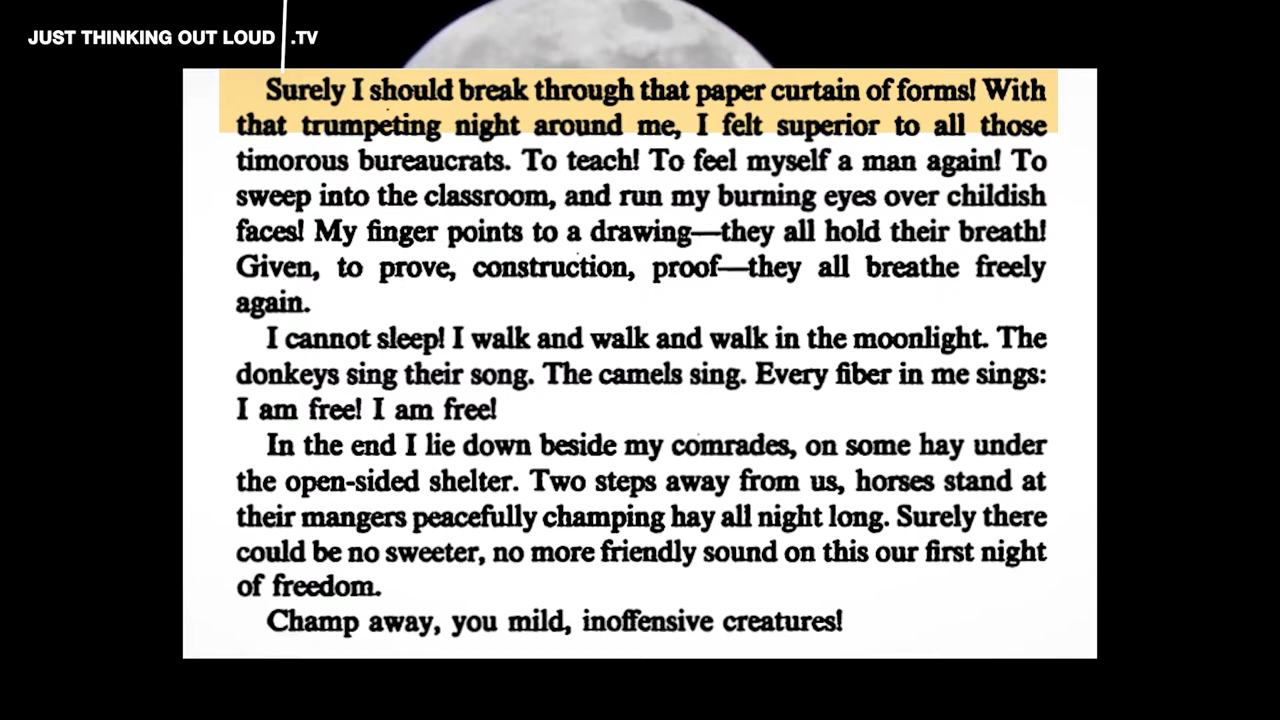 JUST THINKING OUT LOUD .TV
Surely I should break through that paper curtain of forms! With
that trumpeting night around me, I felt superior to all those
timorous bureaucrats. To teach! To feel myself a man again! To
sweep into the classroom, and run my burning eyes over childish
faces! My finger points to a drawing—they all hold their breath!
Given, to prove, construction, proof—they all breathe freely
again.
I cannot sleep! I walk and walk and walk in the moonlight. The
donkeys sing their song. The camels sing. Every fiber in me sings:
I am free! I am free!
In the end I lie down beside my comrades, on some hay under
the open-sided shelter. Two steps away from us, horses stand at
their mangers peacefully champing hay all night long. Surely there
could be no sweeter, no more friendly sound on this our first night
of freedom.
Champ away, you mild, inoffensive creatures!